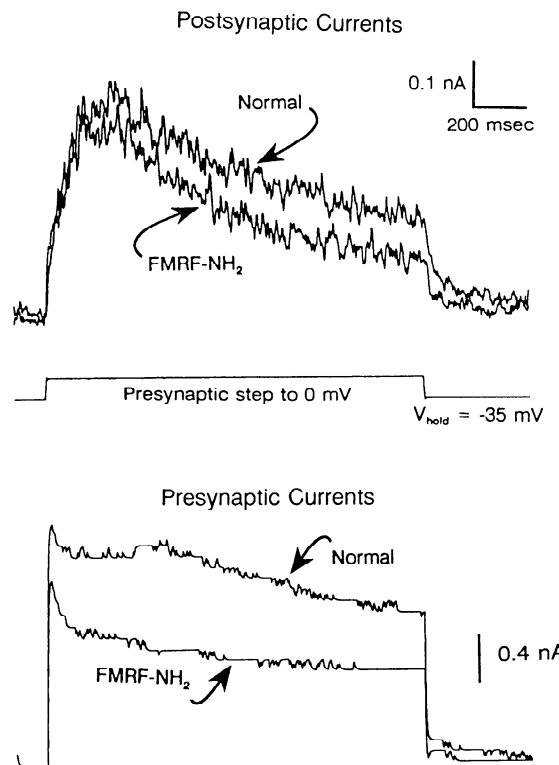 Postsynaptic Currents
0.1 nA
200 msec
Normal
FMRF-NH₂
Presynaptic step to 0 mV
V_hold = -35 mV
Presynaptic Currents
Normal
0.4 nA
FMRF-NH₂